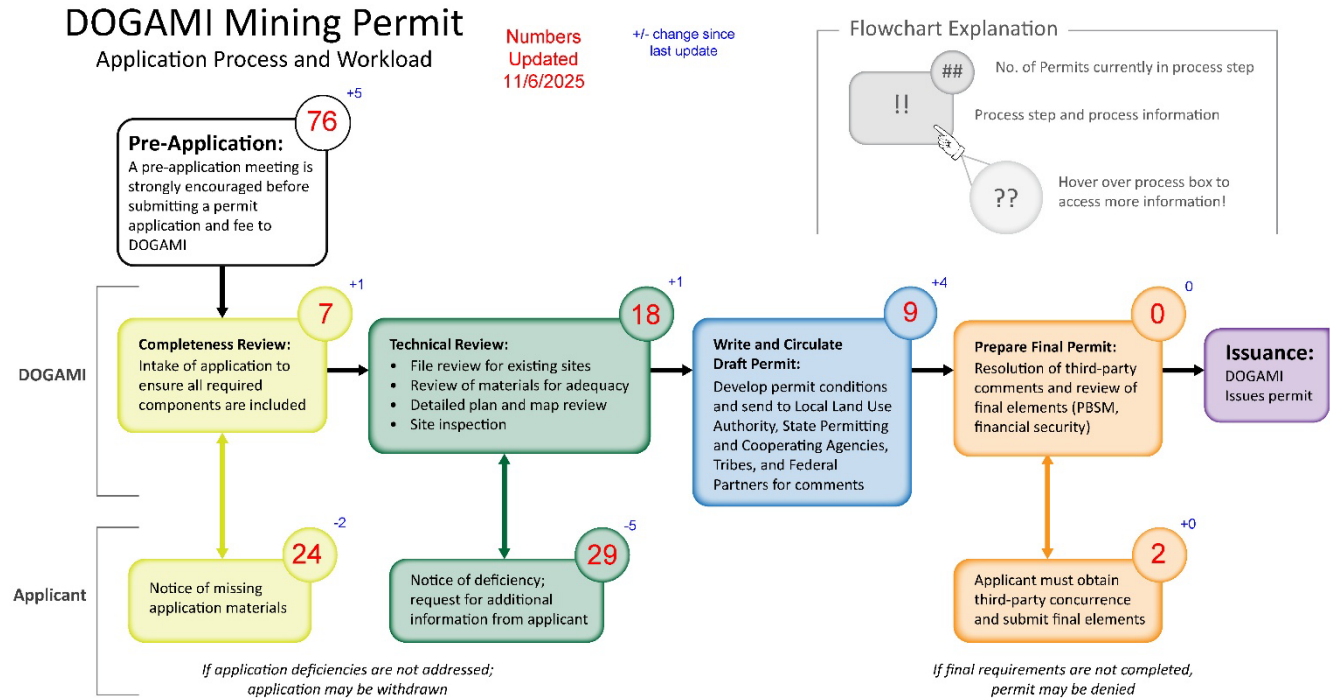 DOGAMI Mining Permit
Application Process and Workload
Numbers
Updated
11/6/2025
+/- change since
last update
Flowchart Explanation
##
No. of Permits currently in process step
!!
Process step and process information
??
Hover over process box to
access more information!
76
+5
Pre-Application:
A pre-application meeting is
strongly encouraged before
submitting a permit
application and fee to
DOGAMI
DOGAMI
7
+1
Completeness Review:
Intake of application to
ensure all required
components are included
18
+1
Technical Review:
• File review for existing sites
• Review of materials for adequacy
• Detailed plan and map review
• Site inspection
9
+4
Write and Circulate
Draft Permit:
Develop permit conditions
and send to Local Land Use
Authority, State Permitting
and Cooperating Agencies,
Tribes, and Federal
Partners for comments
0
0
Prepare Final Permit:
Resolution of third-party
comments and review of
final elements (PBSM,
financial security)
Issuance:
DOGAMI
Issues permit
Applicant
24
-2
Notice of missing
application materials
29
-5
Notice of deficiency;
request for additional
information from applicant
2
+0
Applicant must obtain
third-party concurrence
and submit final elements
If application deficiencies are not addressed;
application may be withdrawn
If final requirements are not completed,
permit may be denied